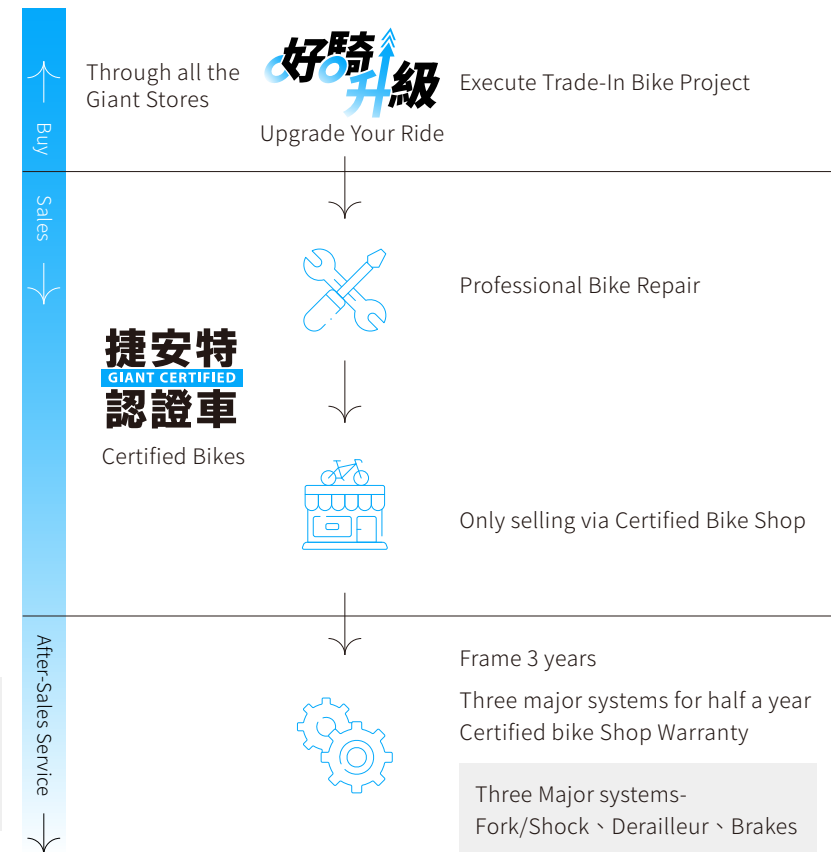 Buy
Through all the
Giant Stores
好騎
升級
Upgrade Your Ride
Execute Trade-In Bike Project
Sales
Professional Bike Repair
捷安特
GIANT CERTIFIED
認證車
Certified Bikes
Only selling via Certified Bike Shop
After-Sales Service
Frame 3 years
Three major systems for half a year
Certified bike Shop Warranty
Three Major systems-
Fork/Shock、Derailleur、Brakes